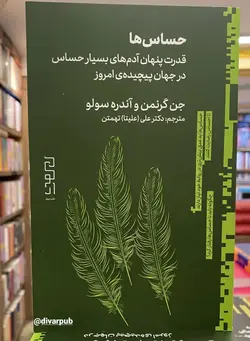 حساس‌ها
قدرت پنهان آدم‌های بسیار حساس
در جهان پیچیده‌ی امروز
جن گرنمن و آندره سولو
مترجم: دکتر علی (علیتا) تهمتن
@divarpub